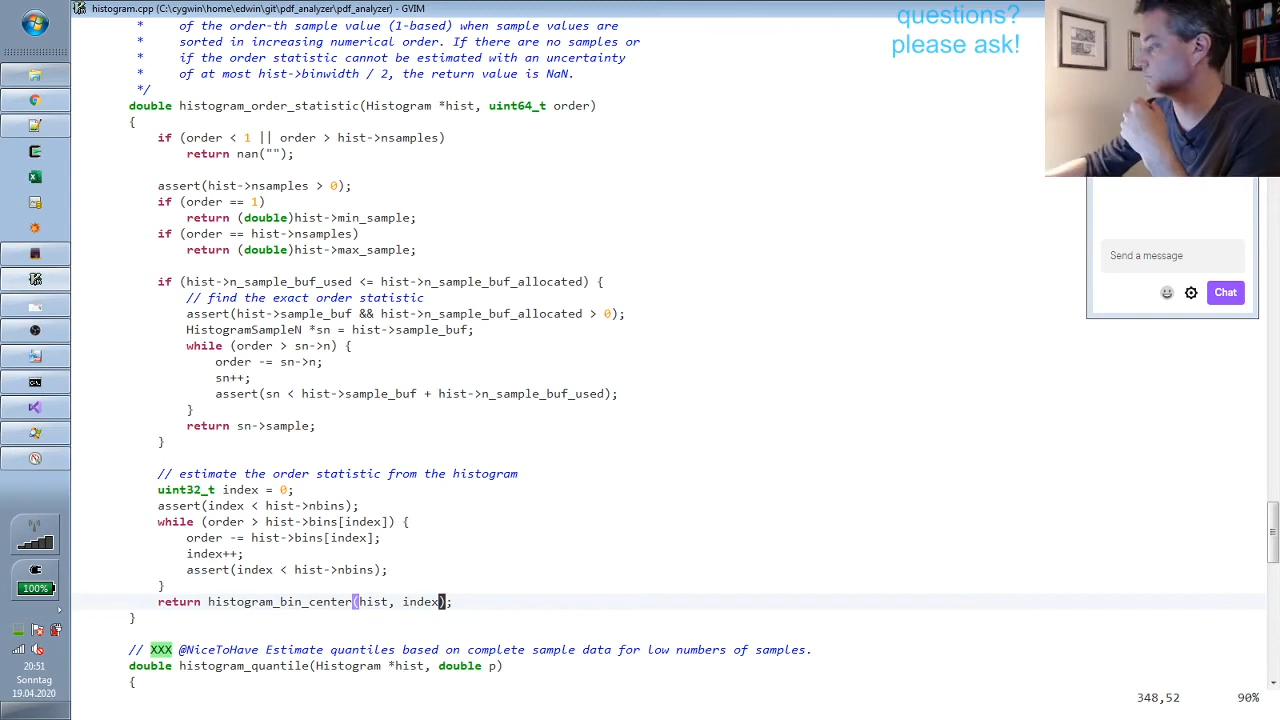 histogram.cpp (C:\cygwin\home\edwin\git\pdf_analyzer\pdf_analyzer) - GVIM
questions?
please ask!
*     of the order-th sample value (1-based) when sample values are
*     sorted in increasing numerical order. If there are no samples or
*     if the order statistic cannot be estimated with an uncertainty
*     of at most hist->binwidth / 2, the return value is NaN.
*/
double histogram_order_statistic(Histogram *hist, uint64_t order)
{
    if (order < 1 || order > hist->nsamples)
        return nan("");
    assert(hist->nsamples > 0);
    if (order == 1)
        return (double)hist->min_sample;
    if (order == hist->nsamples)
        return (double)hist->max_sample;
    if (hist->n_sample_buf_used <= hist->n_sample_buf_allocated) {
        // find the exact order statistic
        assert(hist->sample_buf && hist->n_sample_buf_allocated > 0);
        HistogramSampleN *sn = hist->sample_buf;
        while (order > sn->n) {
            order -= sn->n;
            sn++;
            assert(sn < hist->sample_buf + hist->n_sample_buf_used);
        }
        return sn->sample;
    }
    // estimate the order statistic from the histogram
    uint32_t index = 0;
    assert(index < hist->nbins);
    while (order > hist->bins[index]) {
        order -= hist->bins[index];
        index++;
        assert(index < hist->nbins);
    }
    return histogram_bin_center(hist, index);
}
// XXX @NiceToHave Estimate quantiles based on complete sample data for low numbers of samples.
double histogram_quantile(Histogram *hist, double p)
{
348,52
90%
Send a message
Chat
100%
20:51
Sonntag
19.04.2020